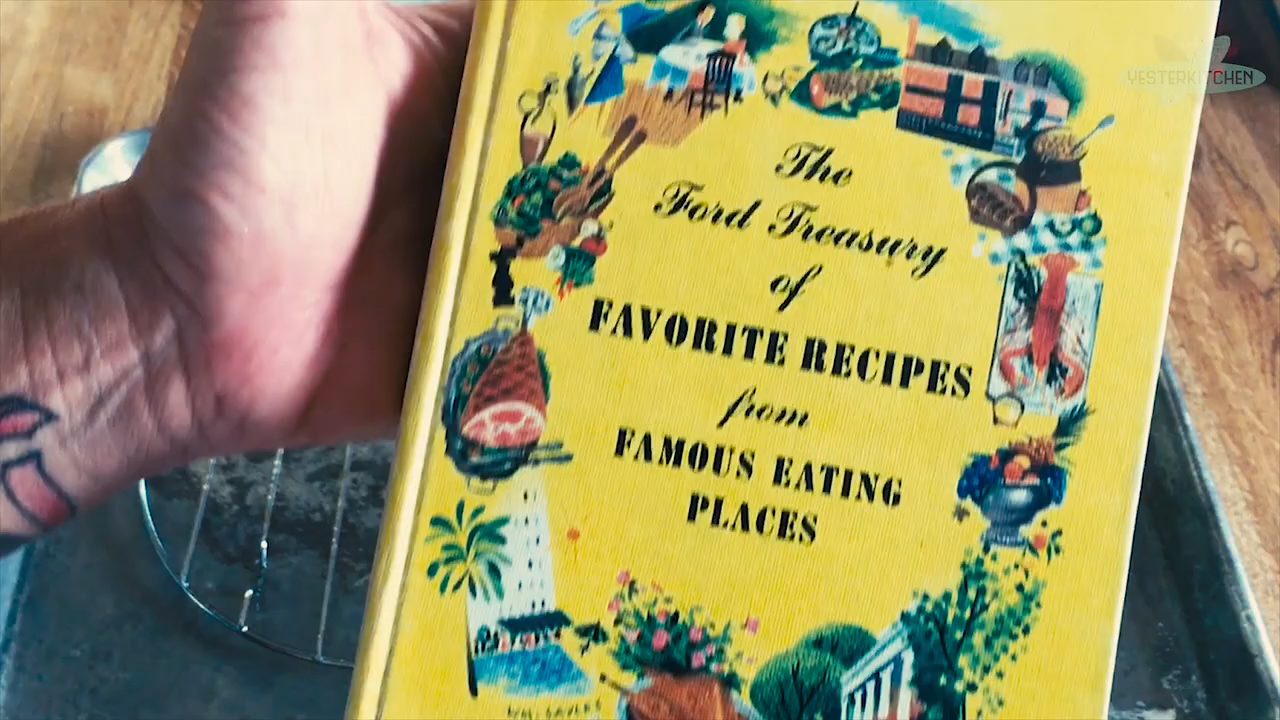 YESTERKITCHEN
The
Ford Treasury
of
FAVORITE RECIPES
from
FAMOUS EATING
PLACES